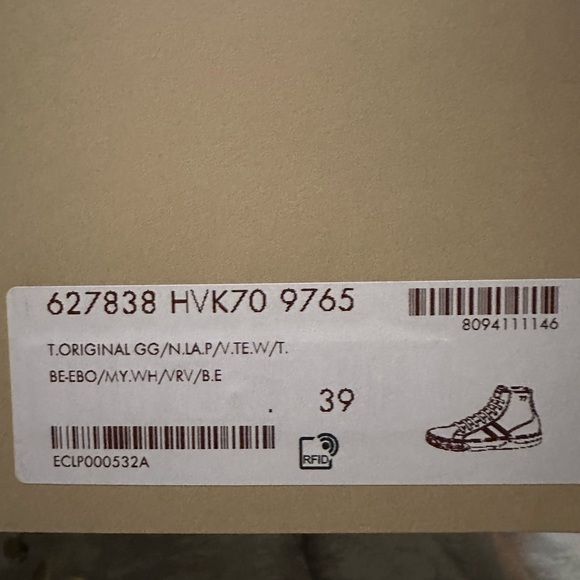 627838 HVK70 9765
8094111146
T.ORIGINAL GG/N.LA.P/V.TE.W/T.
BE-EBO/MY.WH/VRV/B.E
. 39
ECLP000532A
RFID